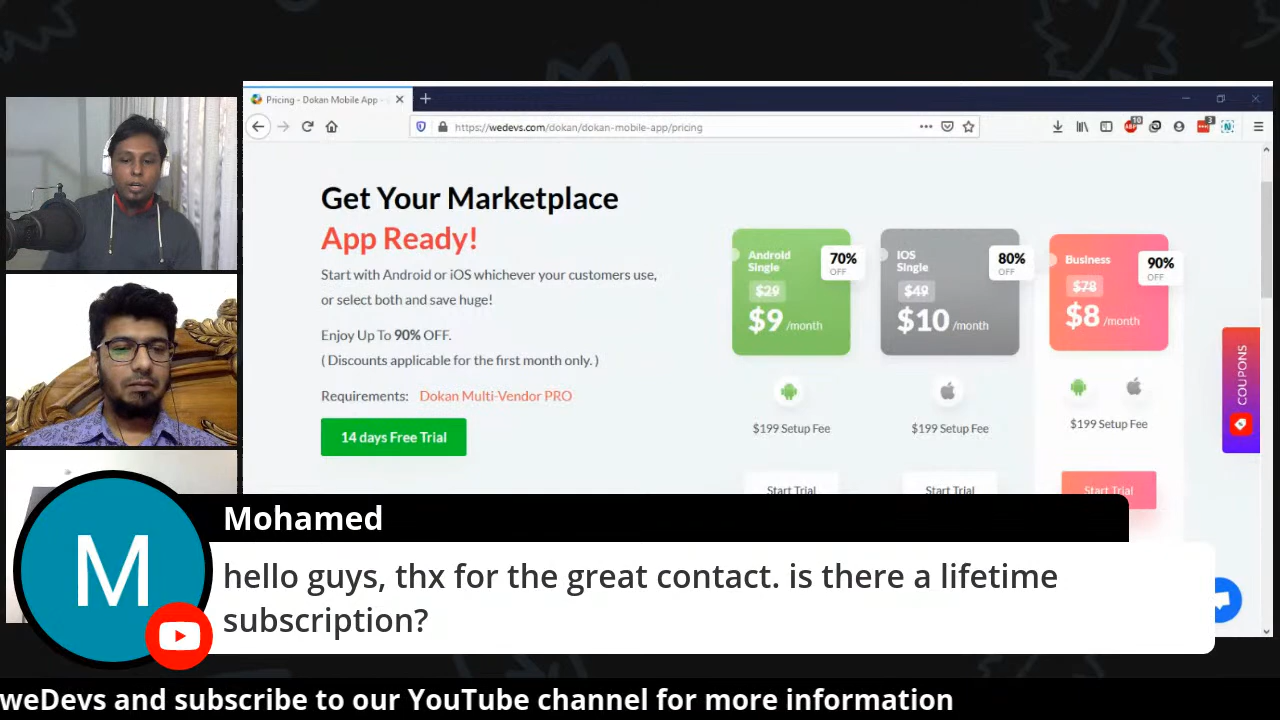 Pricing - Dokan Mobile App -
https://wedevs.com/dokan/dokan-mobile-app/pricing
10
3
Get Your Marketplace
App Ready!
Start with Android or iOS whichever your customers use,
or select both and save huge!
Enjoy Up To 90% OFF.
( Discounts applicable for the first month only. )
Requirements: Dokan Multi-Vendor PRO
14 days Free Trial
Android
Single
70%
OFF
$29
$9 /month
$199 Setup Fee
Start Trial
IOS
Single
80%
OFF
$49
$10 /month
$199 Setup Fee
Start Trial
Business
90%
OFF
$78
$8 /month
$199 Setup Fee
Start Trial
COUPONS
M
Mohamed
hello guys, thx for the great contact. is there a lifetime
subscription?
weDevs and subscribe to our YouTube channel for more information